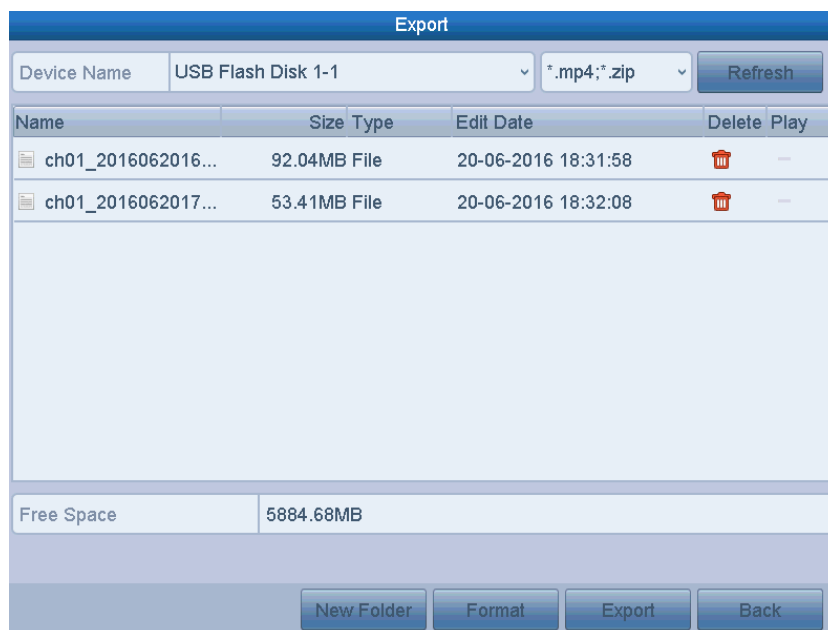 Export
Device Name USB Flash Disk 1-1 *.mp4;*.zip Refresh
Name Size Type Edit Date Delete Play
ch01_2016062016... 92.04MB File 20-06-2016 18:31:58
ch01_2016062017... 53.41MB File 20-06-2016 18:32:08
Free Space 5884.68MB
New Folder Format Export Back